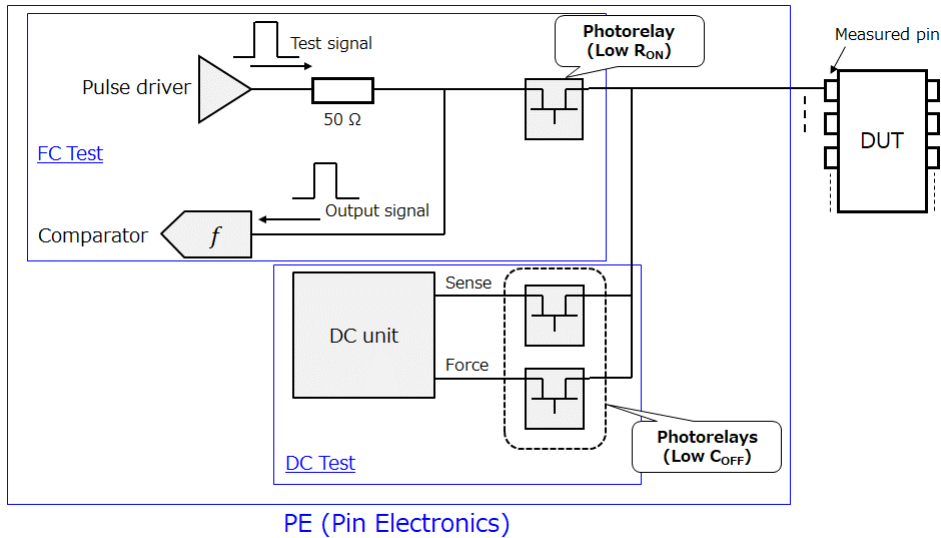 Photorelay
(Low RON)
Measured pin
Test signal
Pulse driver
50 Ω
DUT
FC Test
Output signal
Comparator
f
Sense
DC unit
Force
Photorelays
(Low COFF)
DC Test
PE (Pin Electronics)